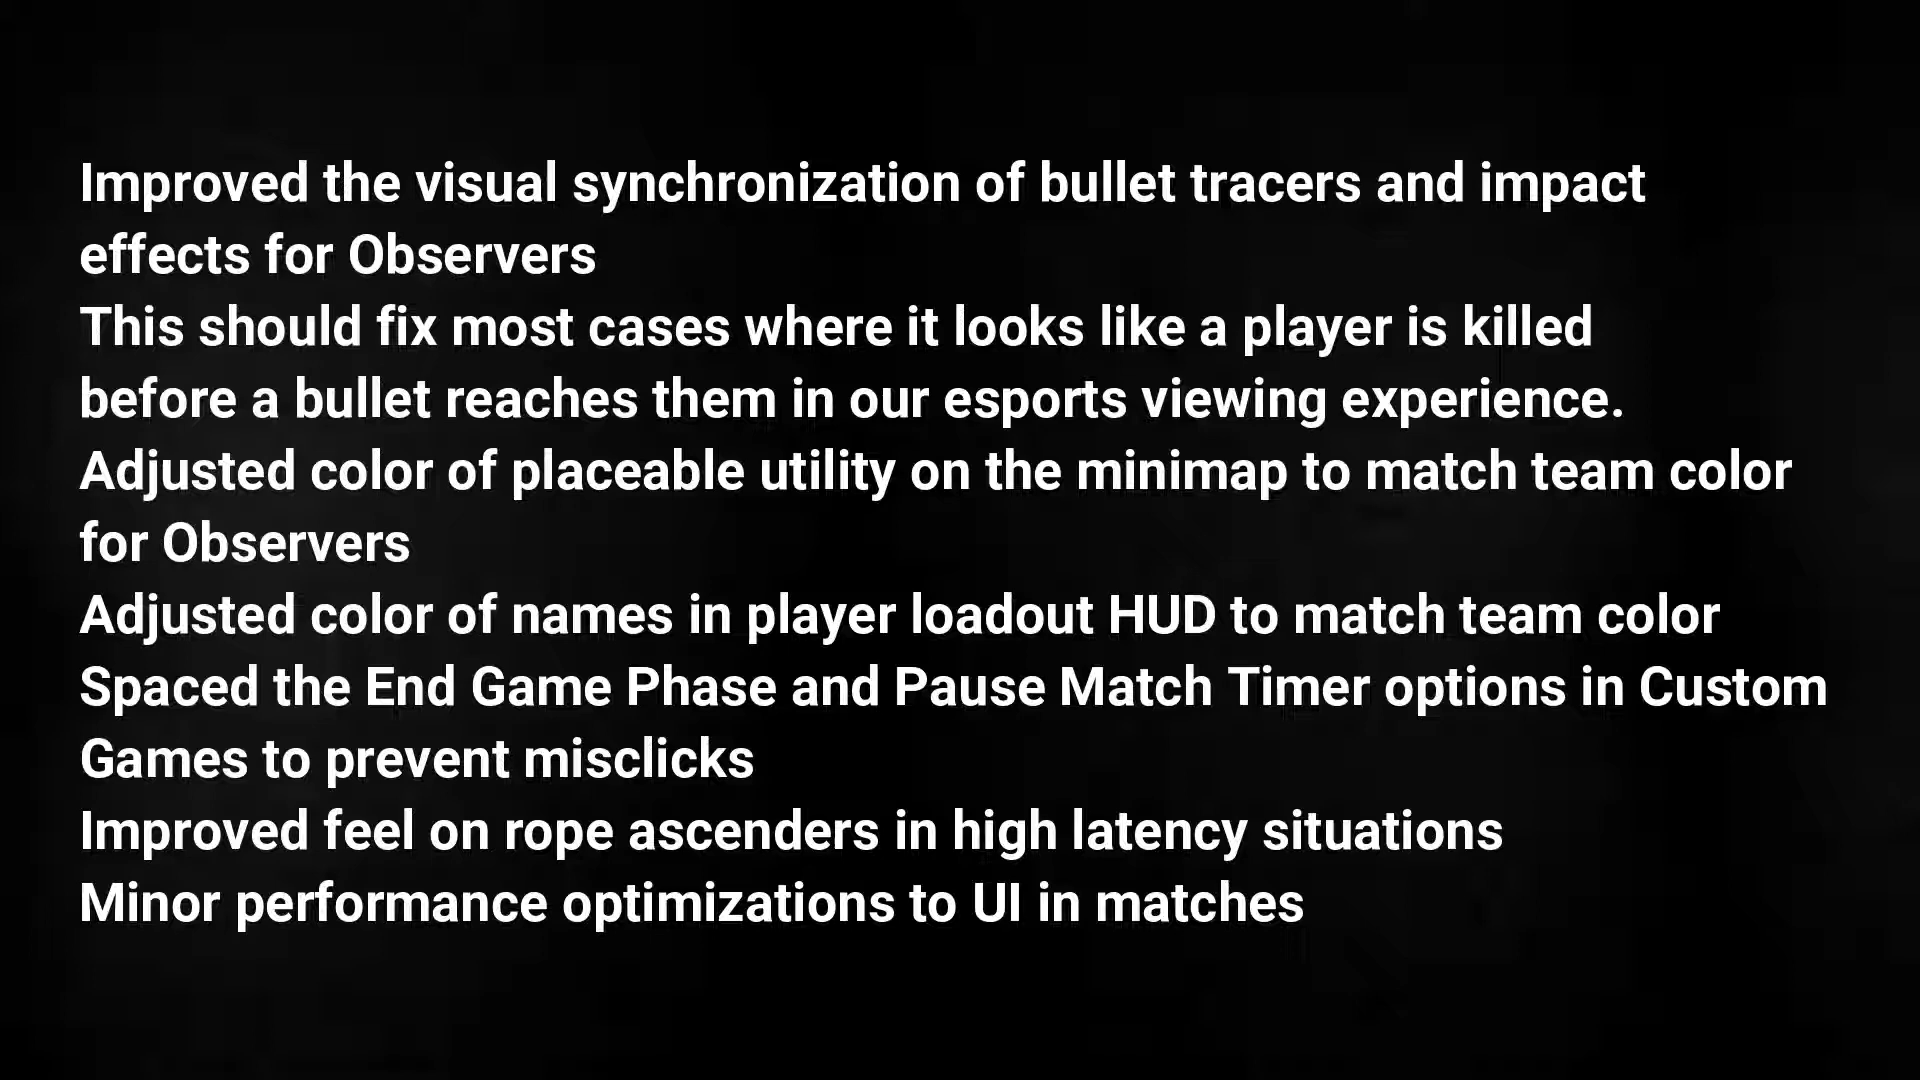 Improved the visual synchronization of bullet tracers and impact
effects for Observers
This should fix most cases where it looks like a player is killed
before a bullet reaches them in our esports viewing experience.
Adjusted color of placeable utility on the minimap to match team color
for Observers
Adjusted color of names in player loadout HUD to match team color
Spaced the End Game Phase and Pause Match Timer options in Custom
Games to prevent misclicks
Improved feel on rope ascenders in high latency situations
Minor performance optimizations to UI in matches